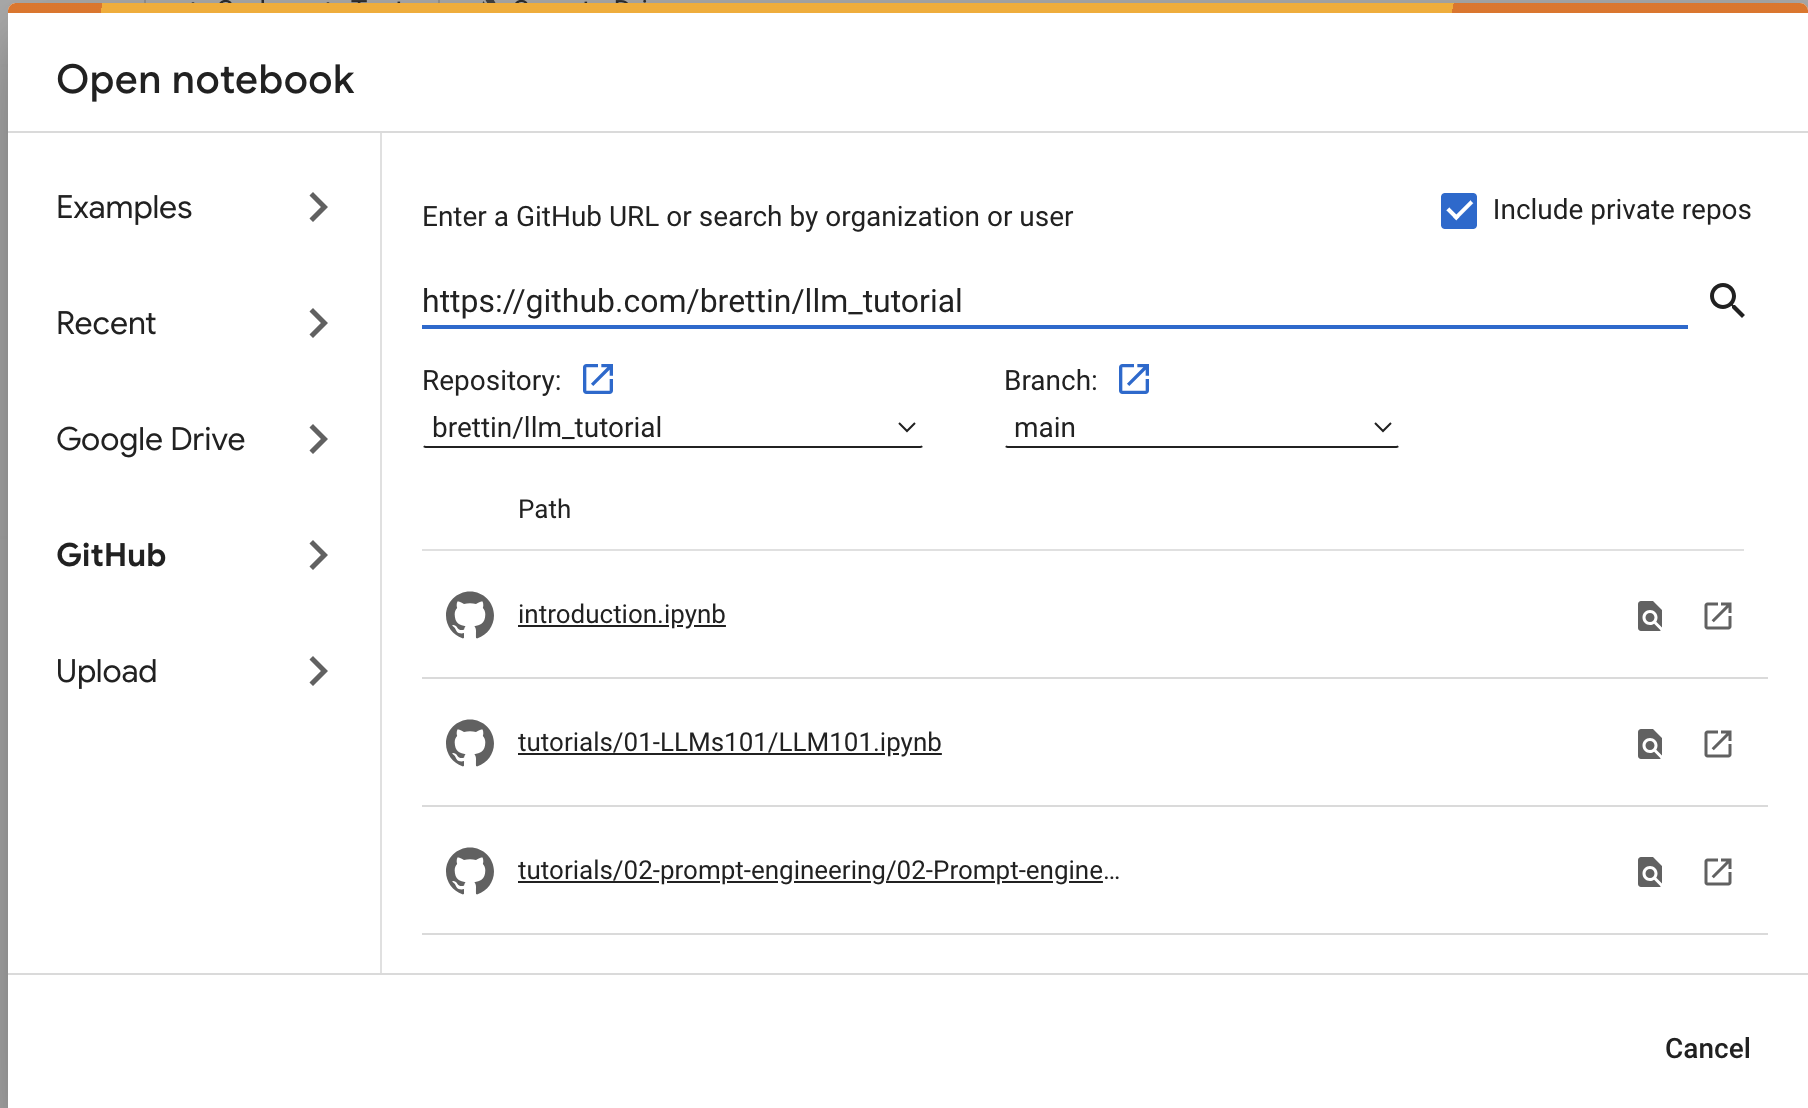 Open notebook
Examples
Recent
Google Drive
GitHub
Upload
Enter a GitHub URL or search by organization or user
Include private repos
https://github.com/brettin/llm_tutorial
Repository:
Branch:
brettin/llm_tutorial
main
Path
introduction.ipynb
tutorials/01-LLMs101/LLM101.ipynb
tutorials/02-prompt-engineering/02-Prompt-engine…
Cancel